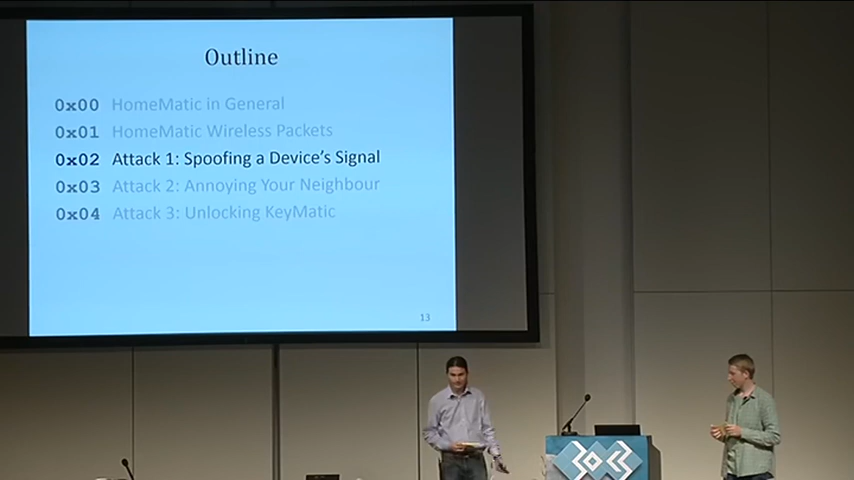 Outline
0x00 HomeMatic in General
0x01 HomeMatic Wireless Packets
0x02 Attack 1: Spoofing a Device's Signal
0x03 Attack 2: Annoying Your Neighbour
0x04 Attack 3: Unlocking KeyMatic
13
30C3